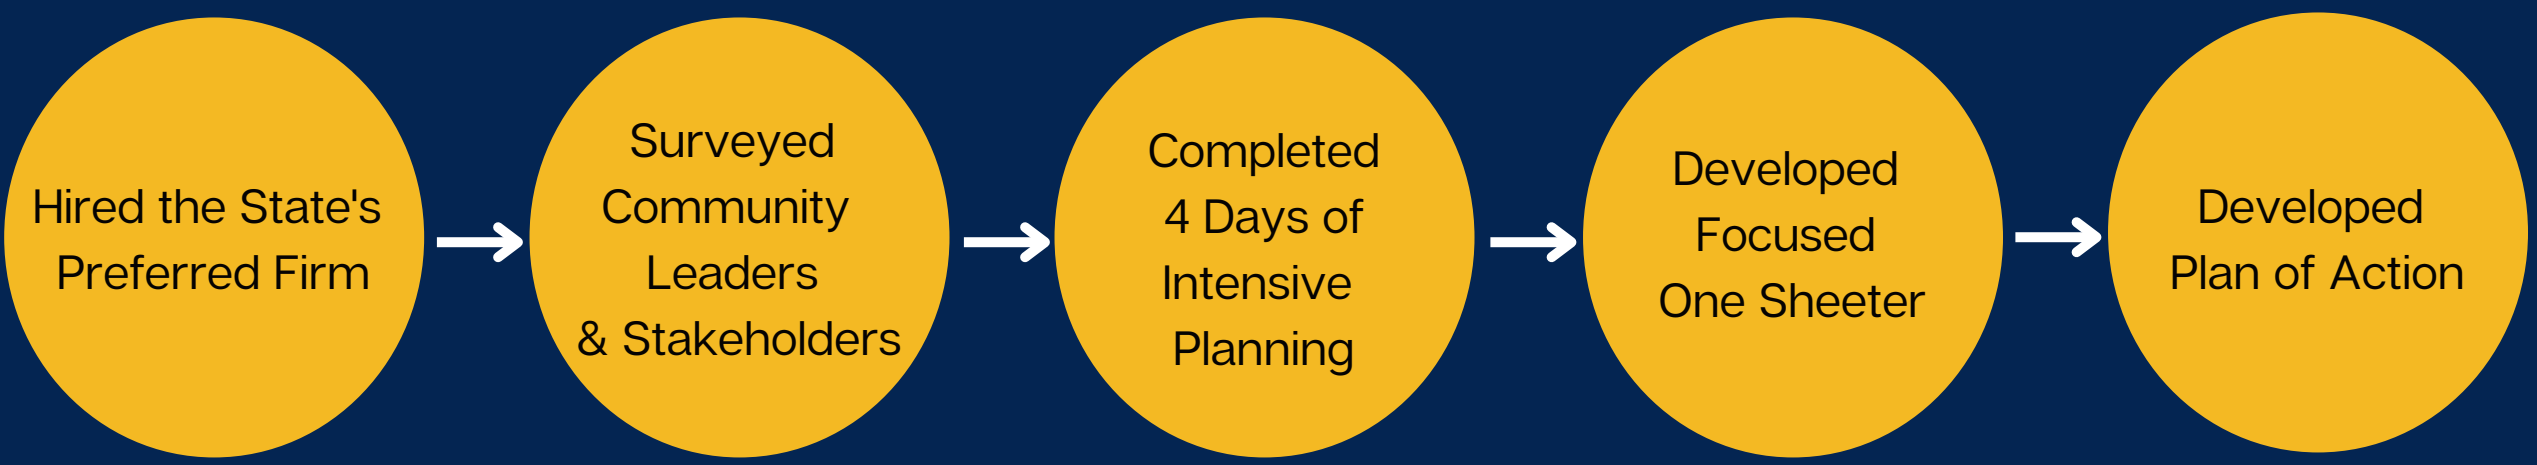 Hired the State's
Preferred Firm
Surveyed
Community
Leaders
& Stakeholders
Completed
4 Days of
Intensive
Planning
Developed
Focused
One Sheeter
Developed
Plan of Action